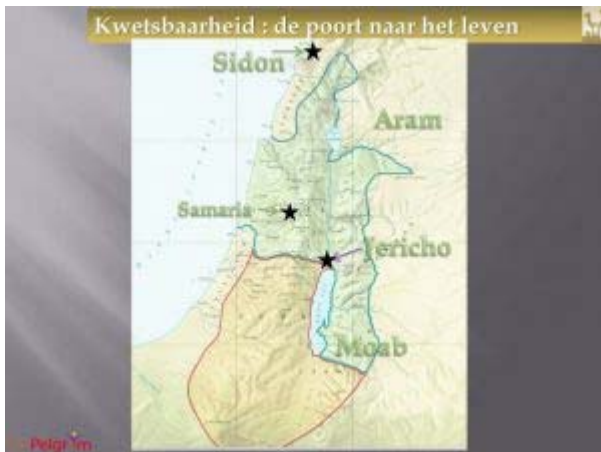 Kwetsbaarheid : de poort naar het leven
Sidon
Aram
Samaria
Jericho
Moab
Pelgrim